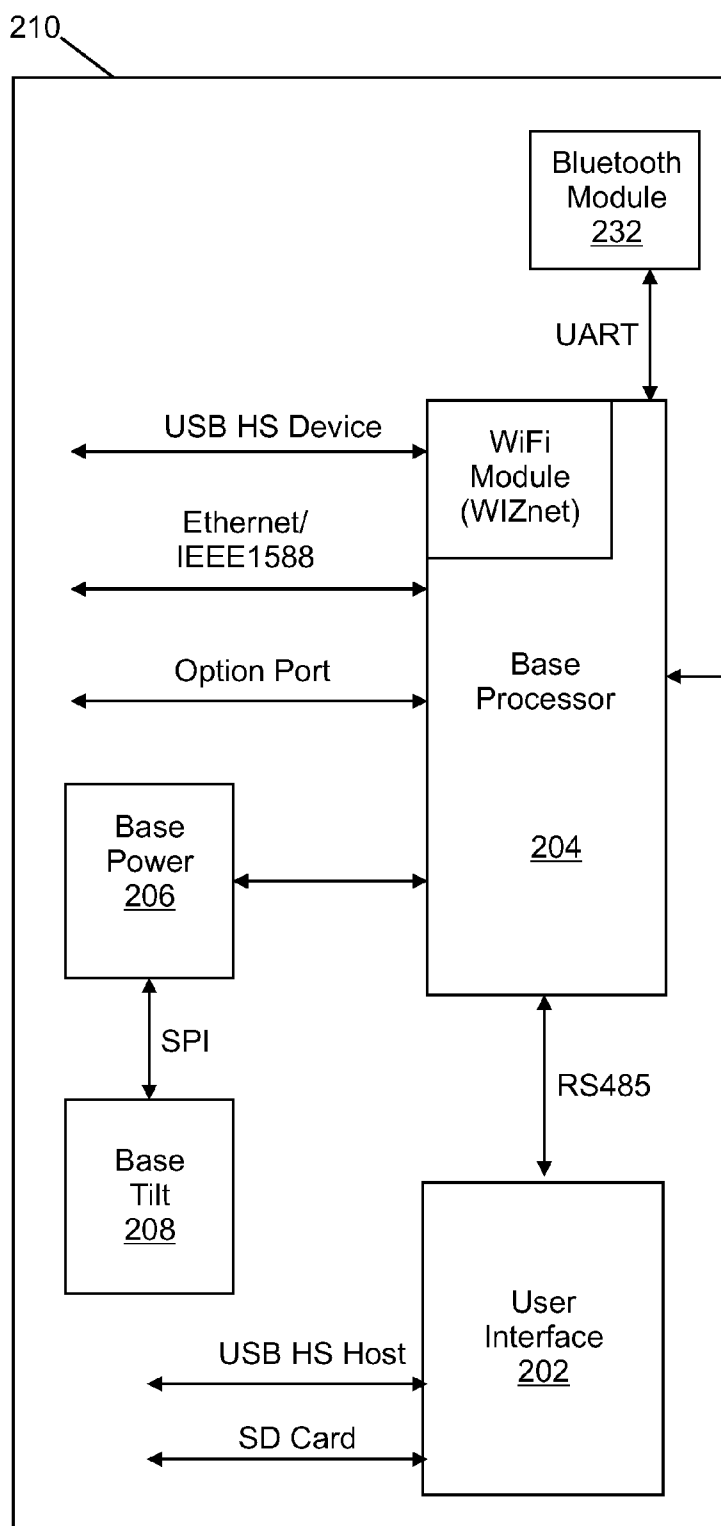 210
Bluetooth
Module
232
UART
USB HS Device
WiFi
Module
(WIZnet)
Ethernet/
IEEE1588
Option Port
Base
Processor
204
Base
Power
206
SPI
RS485
Base
Tilt
208
User
Interface
202
USB HS Host
SD Card